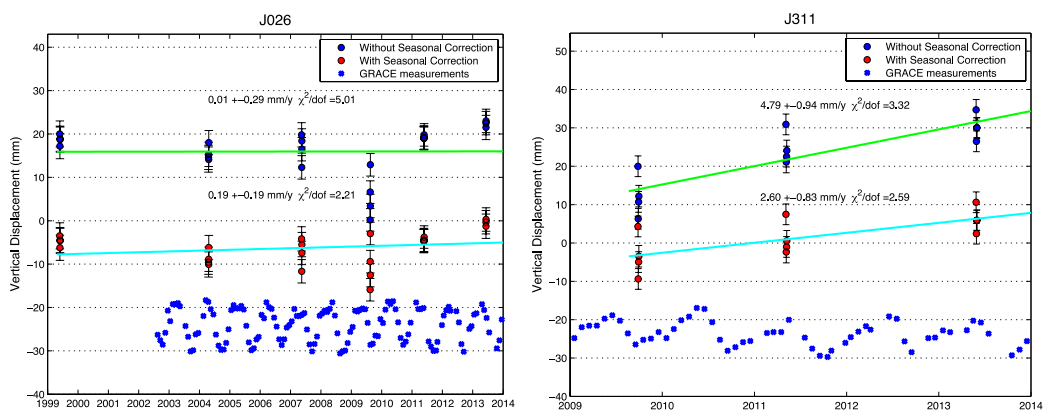 J026
Without Seasonal Correction
With Seasonal Correction
GRACE measurements
0.01 +−0.29 mm/y χ²/dof =5.01
0.19 +−0.19 mm/y χ²/dof =2.21
Vertical Displacement (mm)
40
30
20
10
0
−10
−20
−30
−40
1999 2000 2001 2002 2003 2004 2005 2006 2007 2008 2009 2010 2011 2012 2013 2014
J311
Without Seasonal Correction
With Seasonal Correction
GRACE measurements
4.79 +−0.94 mm/y χ²/dof =3.32
2.60 +−0.83 mm/y χ²/dof =2.59
Vertical Displacement (mm)
50
40
30
20
10
0
−10
−20
−30
−40
2009 2010 2011 2012 2013 2014